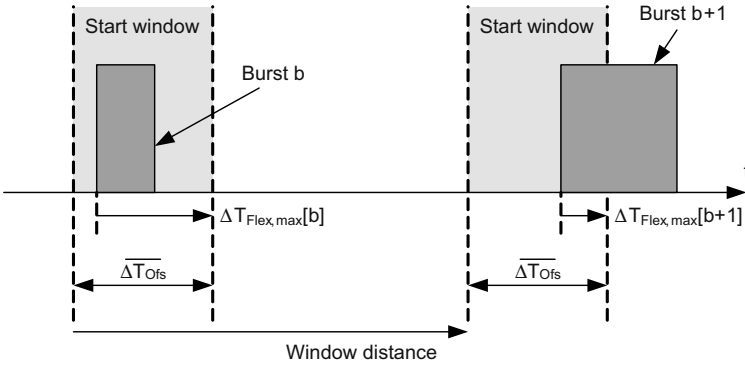 Start window
Burst b
Start window
Burst b+1
ΔTFlex,max[b]
ΔTFlex,max[b+1]
ΔTOfs
ΔTOfs
Window distance